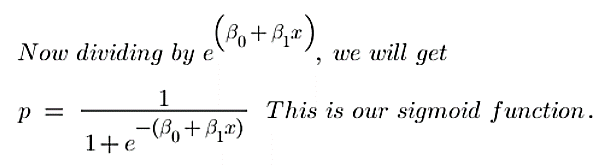 Now dividing by e^(β₀ + β₁x), we will get
p = 1 / (1 + e^−(β₀ + β₁x)) This is our sigmoid function.